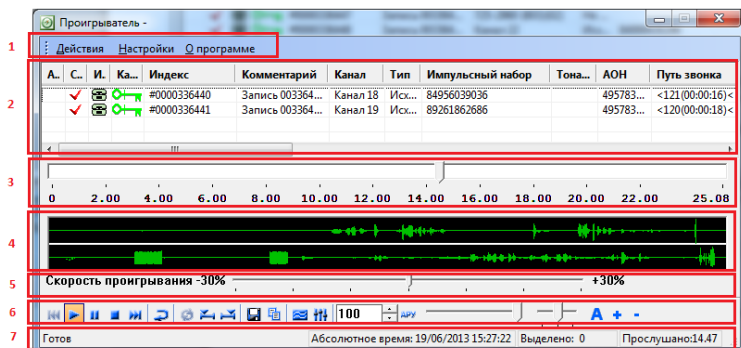 Проигрыватель -
1
Действия Настройки О программе
2
А.. С.. И. Ка... Индекс Комментарий Канал Тип Импульсный набор Тона... АОН Путь звонка
#0000336440 Запись 003364... Канал 18 Исх... 84956039036 495783... <121(00:00:16)<
#0000336441 Запись 003364... Канал 19 Исх... 89261862686 495783... <120(00:00:18)<
3
0 2.00 4.00 6.00 8.00 10.00 12.00 14.00 16.00 18.00 20.00 22.00 25.08
4
5
Скорость проигрывания -30% +30%
6
100 АРУ A + -
7
Готов Абсолютное время: 19/06/2013 15:27:22 Выделено: 0 Прослушано:14.47